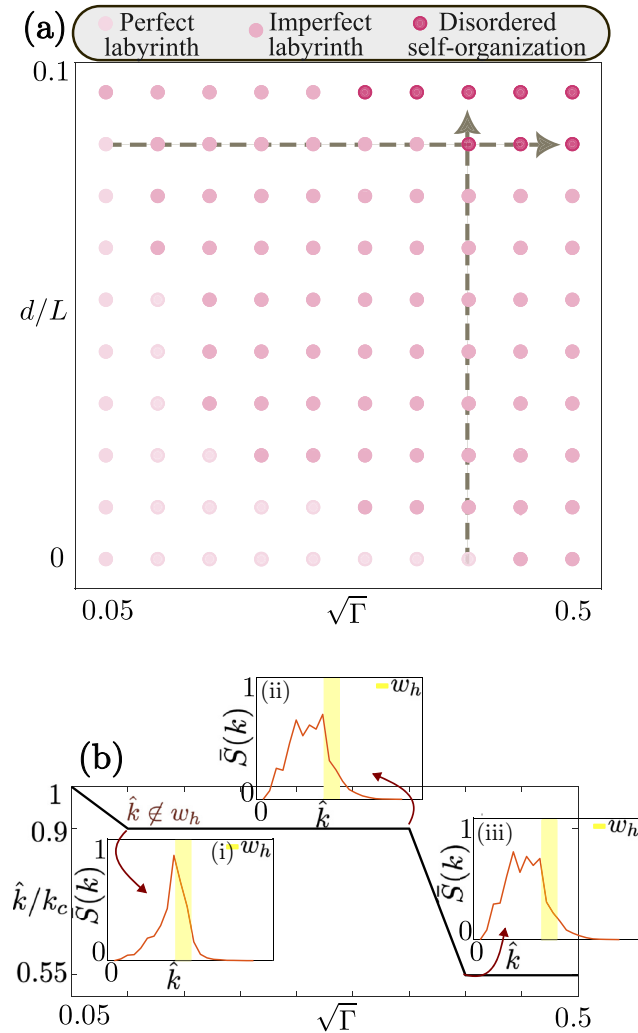 (a)
Perfect labyrinth
Imperfect labyrinth
Disordered self-organization
0.1
d/L
0
0.05
√Γ
0.5
(b)
1
(ii)
w_h
S̄(k)
0
0
k̂
1
k̂ ∉ w_h
0.9
1
(i)
w_h
S̄(k)
0
0
k̂
1
(iii)
w_h
S̄(k)
0
0
k̂
k̂/k_c
0.55
0.05
√Γ
0.5